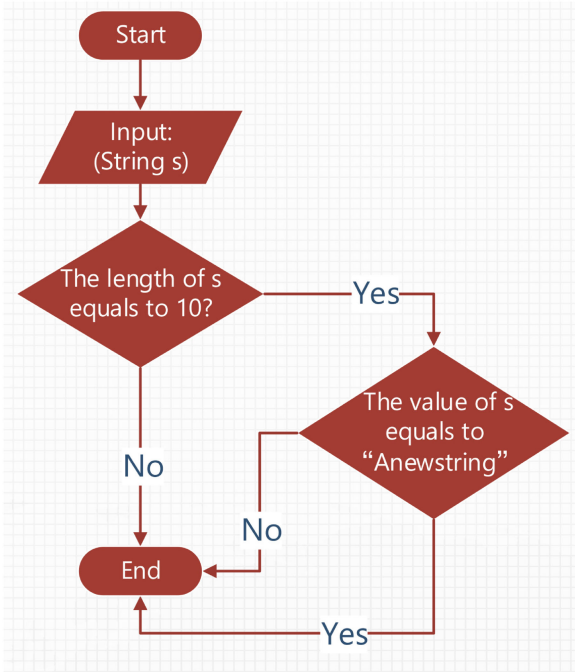 Start
Input:
(String s)
The length of s
equals to 10?
Yes
The value of s
equals to
“Anewstring”
No
No
End
Yes